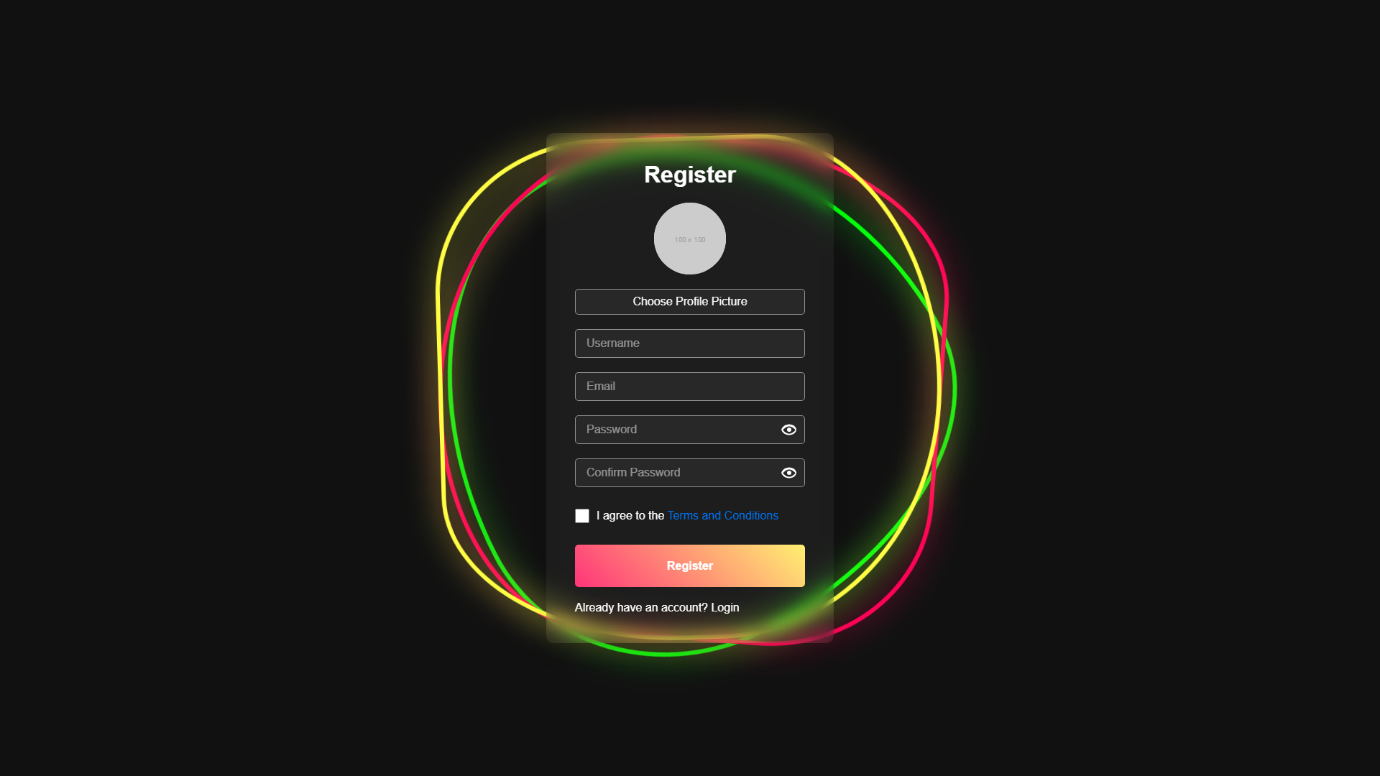 Register
100 x 100
Choose Profile Picture
Username
Email
Password
Confirm Password
I agree to the Terms and Conditions
Register
Already have an account? Login